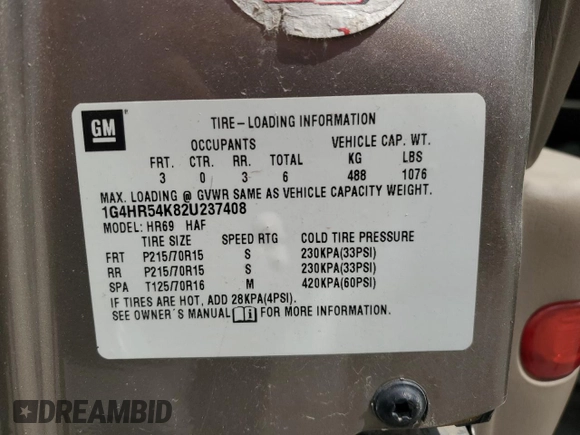 GM
TIRE-LOADING INFORMATION
OCCUPANTS VEHICLE CAP. WT.
FRT. CTR. RR. TOTAL KG LBS
3 0 3 6 488 1076
MAX. LOADING @ GVWR SAME AS VEHICLE CAPACITY WEIGHT.
1G4HR54K82U237408
MODEL: HR69 HAF
TIRE SIZE SPEED RTG COLD TIRE PRESSURE
FRT P215/70R15 S 230KPA(33PSI)
RR P215/70R15 S 230KPA(33PSI)
SPA T125/70R16 M 420KPA(60PSI)
IF TIRES ARE HOT, ADD 28KPA(4PSI).
SEE OWNER'S MANUAL i FOR MORE INFORMATION.
DREAMBID